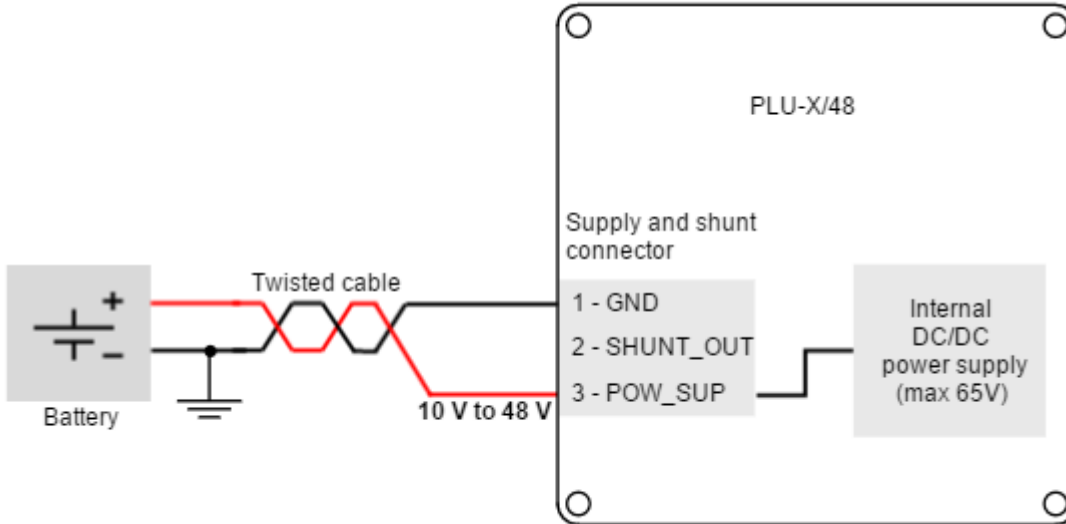 PLU-X/48
Supply and shunt
connector
Twisted cable
+
−
Battery
10 V to 48 V
1 - GND
2 - SHUNT_OUT
3 - POW_SUP
Internal
DC/DC
power supply
(max 65V)